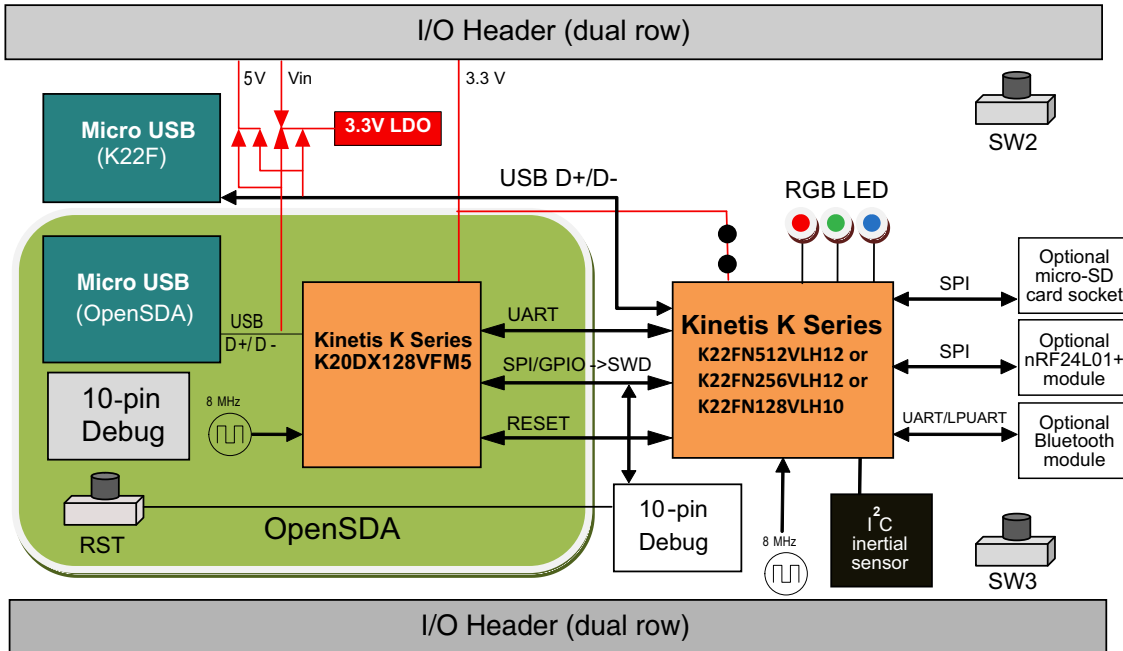 I/O Header (dual row)
5V
Vin
3.3 V
Micro USB
(K22F)
3.3V LDO
SW2
USB D+/D-
RGB LED
Micro USB
(OpenSDA)
USB
D+/ D -
Kinetis K Series
K20DX128VFM5
UART
SPI/GPIO ->SWD
RESET
Kinetis K Series
K22FN512VLH12 or
K22FN256VLH12 or
K22FN128VLH10
SPI
Optional
micro-SD
card socket
SPI
Optional
nRF24L01+
module
UART/LPUART
Optional
Bluetooth
module
10-pin
Debug
8 MHz
RST
OpenSDA
10-pin
Debug
8 MHz
I2C
inertial
sensor
SW3
I/O Header (dual row)